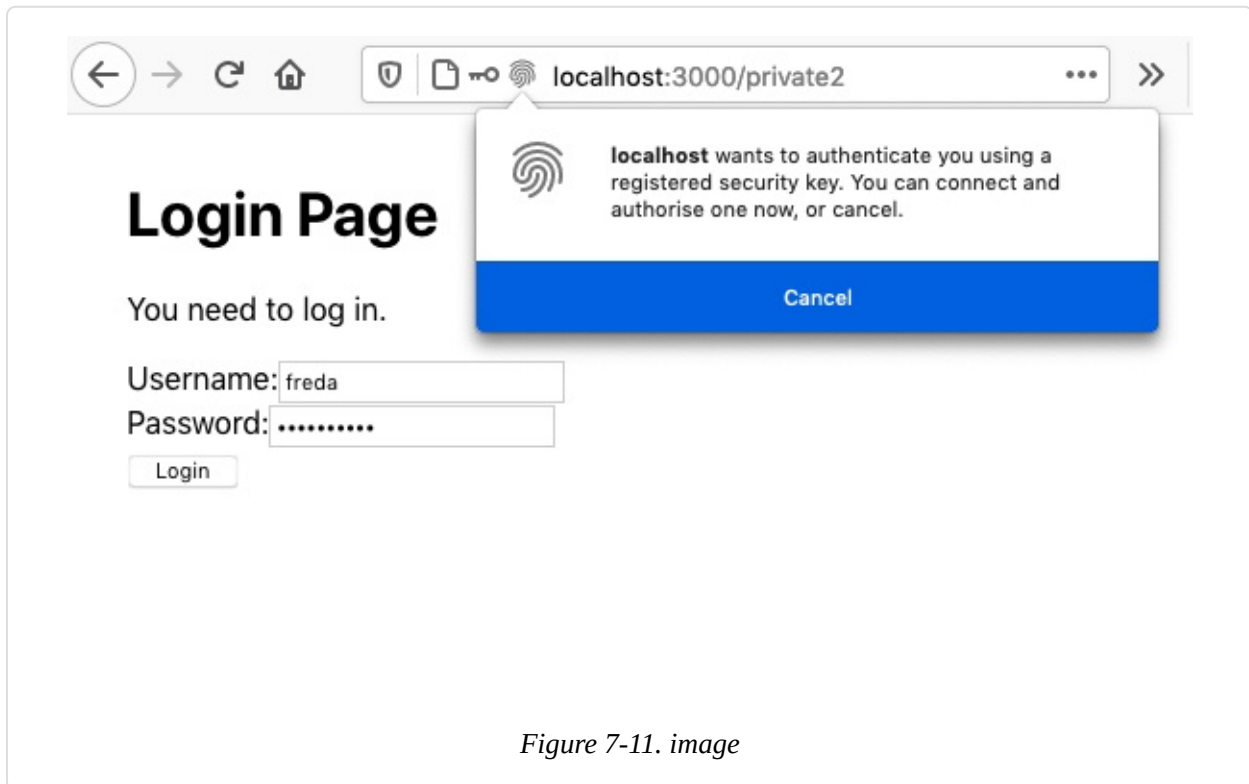 localhost:3000/private2
localhost wants to authenticate you using a
registered security key. You can connect and
authorise one now, or cancel.
Cancel
Login Page
You need to log in.
Username: freda
Password: ••••••••••
Login
Figure 7-11. image